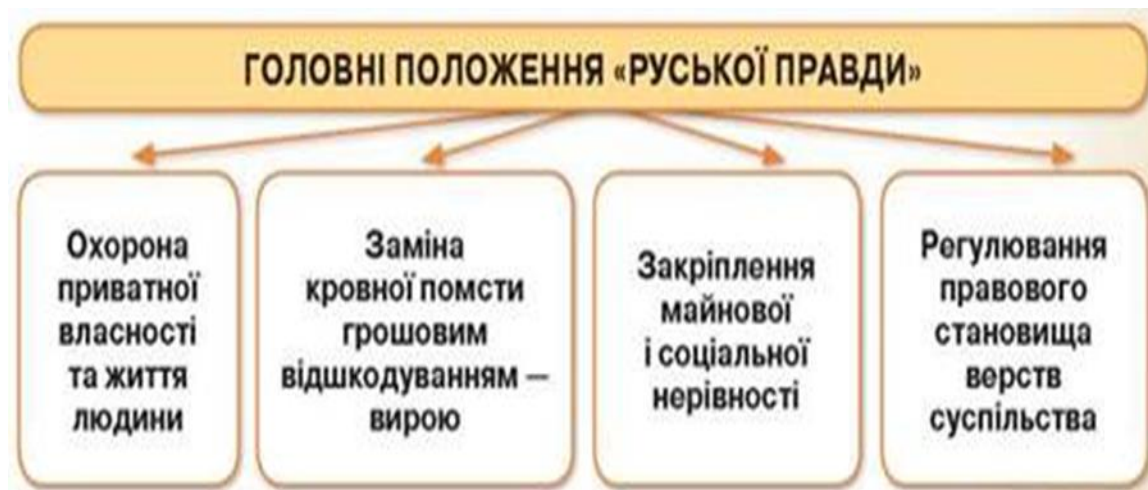 ГОЛОВНІ ПОЛОЖЕННЯ «РУСЬКОЇ ПРАВДИ»
Охорона
приватної
власності
та життя
людини
Заміна
кровної помсти
грошовим
відшкодуванням —
вирою
Закріплення
майнової
і соціальної
нерівності
Регулювання
правового
становища
верств
суспільства